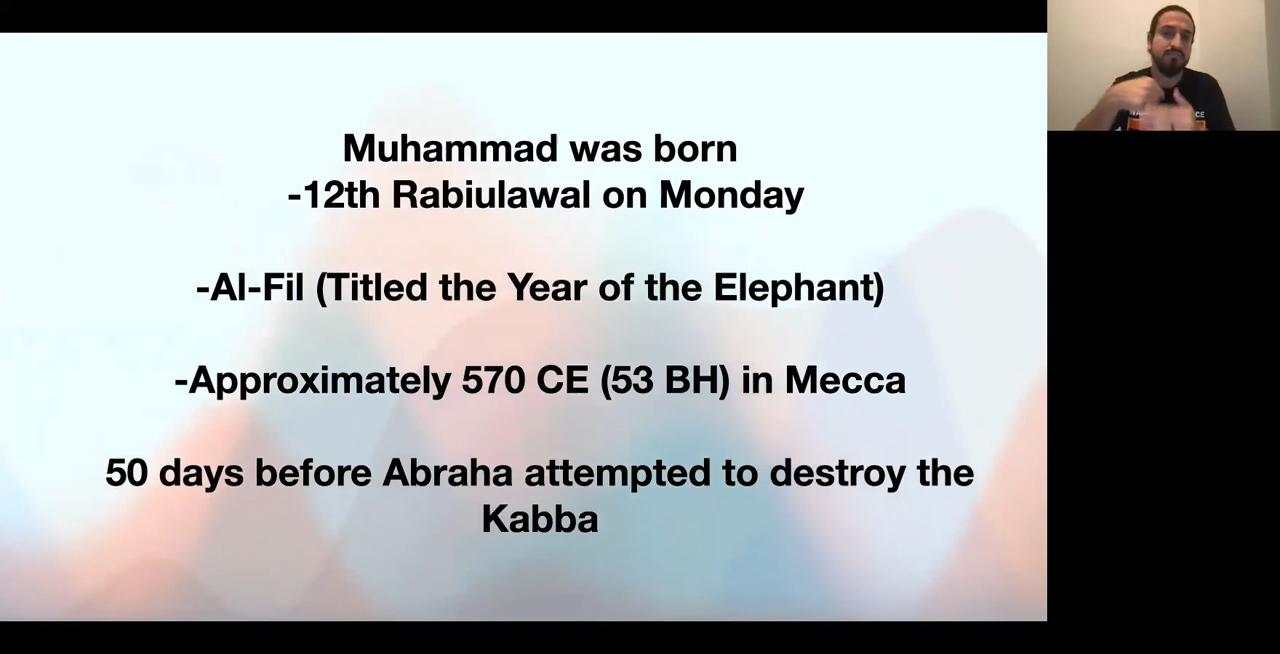 Muhammad was born
-12th Rabiulawal on Monday
-Al-Fil (Titled the Year of the Elephant)
-Approximately 570 CE (53 BH) in Mecca
50 days before Abraha attempted to destroy the
Kabba